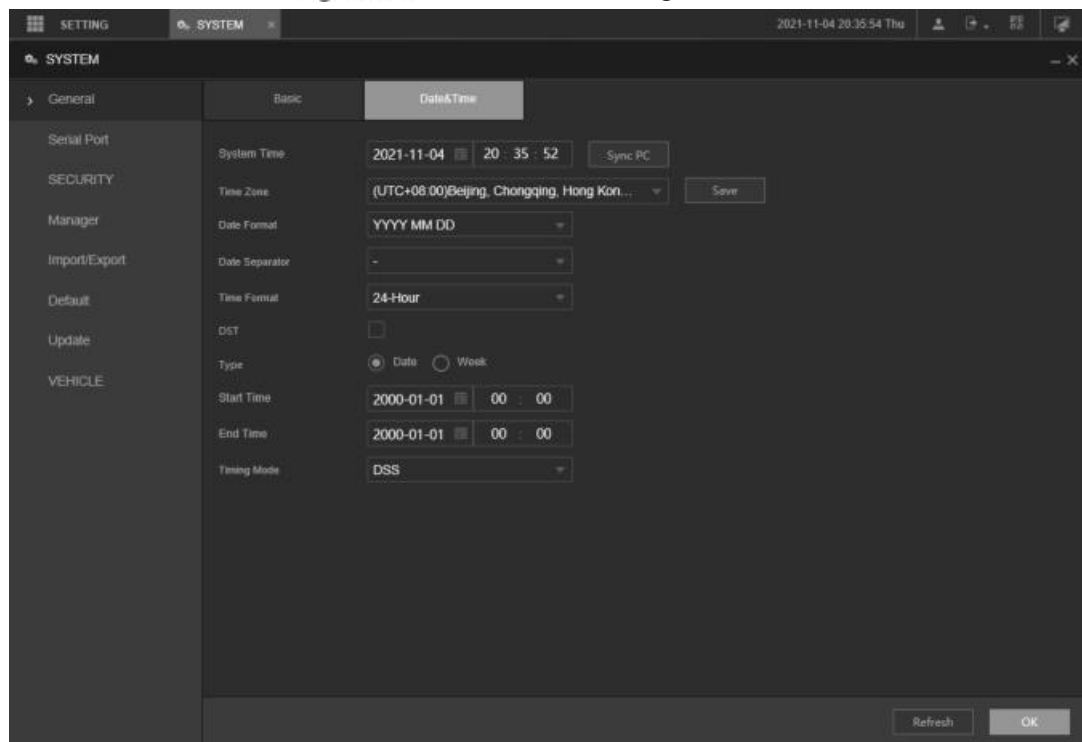 SETTING SYSTEM × 2021-11-04 20:35:54 Thu
SYSTEM
General Basic Date&Time
Serial Port
System Time 2021-11-04 20 : 35 : 52 Sync PC
SECURITY
Time Zone (UTC+08:00)Beijing, Chongqing, Hong Kon... Save
Manager
Date Format YYYY MM DD
Import/Export
Date Separator -
Default
Time Format 24-Hour
Update
DST
Type Date Week
VEHICLE
Start Time 2000-01-01 00 : 00
End Time 2000-01-01 00 : 00
Timing Mode DSS
Refresh OK